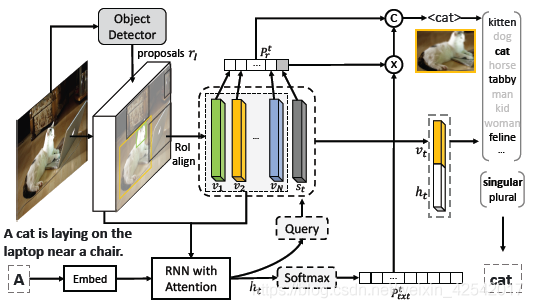 Object
Detector
proposals r_l
RoI
align
P_r^t
...
v_1 v_2 ... v_N s_t
C
X
<cat>
kitten
dog
cat
horse
tabby
man
kid
woman
feline
...
v_t
h_t
singular
plural
cat
A cat is laying on the
laptop near a chair.
A
Embed
RNN with
Attention
h_t
Query
Softmax
...
P_txt^t